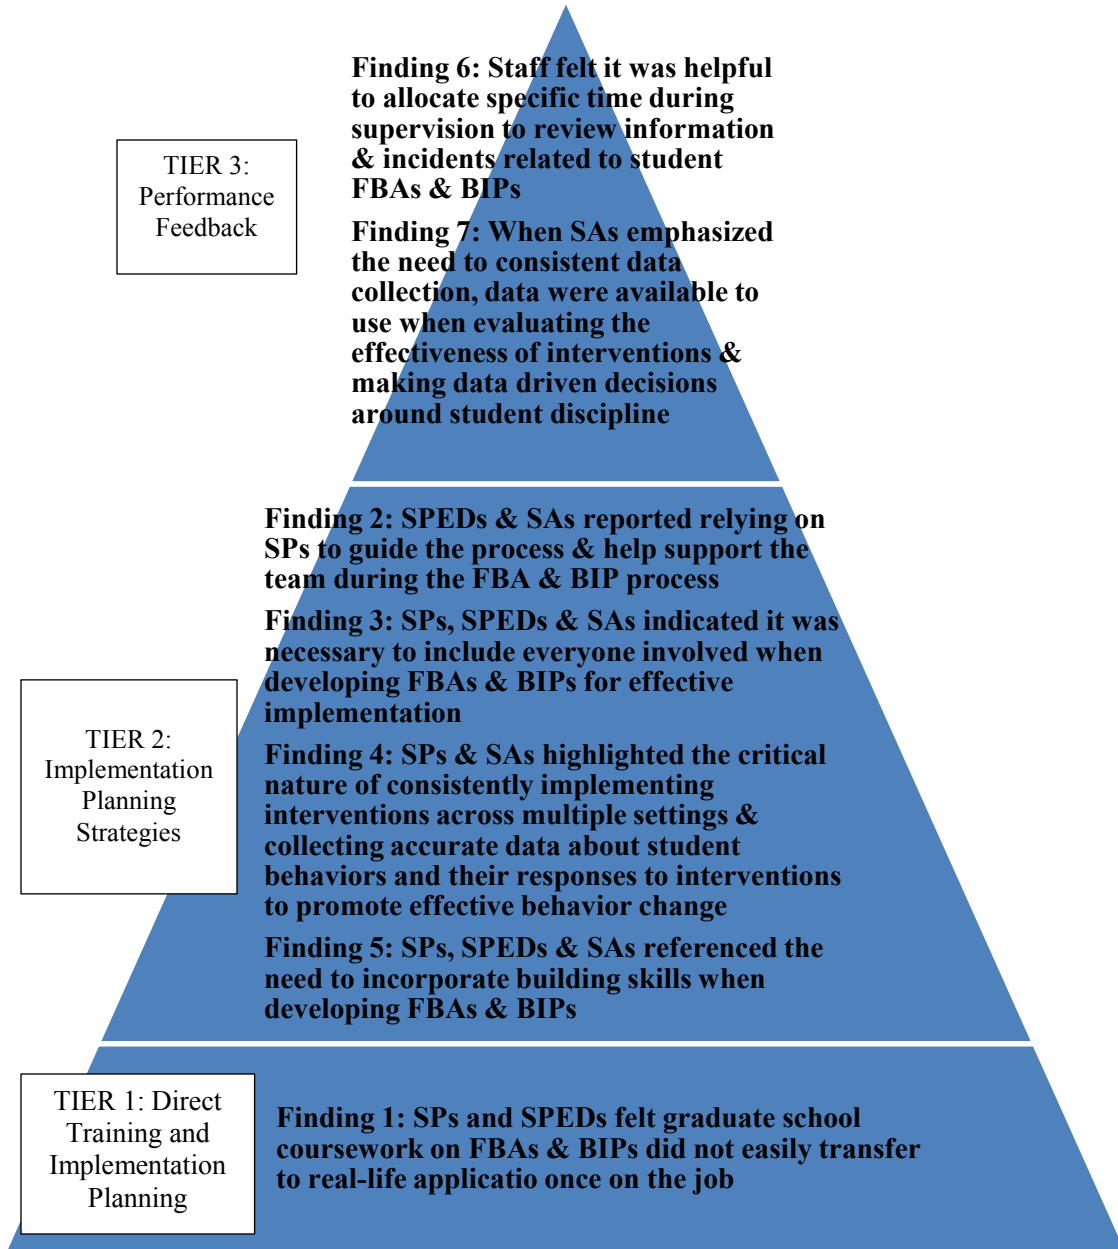 Finding 6: Staff felt it was helpful
to allocate specific time during
supervision to review information
& incidents related to student
FBAs & BIPs
TIER 3:
Performance
Feedback
Finding 7: When SAs emphasized
the need to consistent data
collection, data were available to
use when evaluating the
effectiveness of interventions &
making data driven decisions
around student discipline
Finding 2: SPEDs & SAs reported relying on
SPs to guide the process & help support the
team during the FBA & BIP process
Finding 3: SPs, SPEDs & SAs indicated it was
necessary to include everyone involved when
developing FBAs & BIPs for effective
implementation
TIER 2:
Implementation
Planning
Strategies
Finding 4: SPs & SAs highlighted the critical
nature of consistently implementing
interventions across multiple settings &
collecting accurate data about student
behaviors and their responses to interventions
to promote effective behavior change
Finding 5: SPs, SPEDs & SAs referenced the
need to incorporate building skills when
developing FBAs & BIPs
TIER 1: Direct
Training and
Implementation
Planning
Finding 1: SPs and SPEDs felt graduate school
coursework on FBAs & BIPs did not easily transfer
to real-life applicatio once on the job